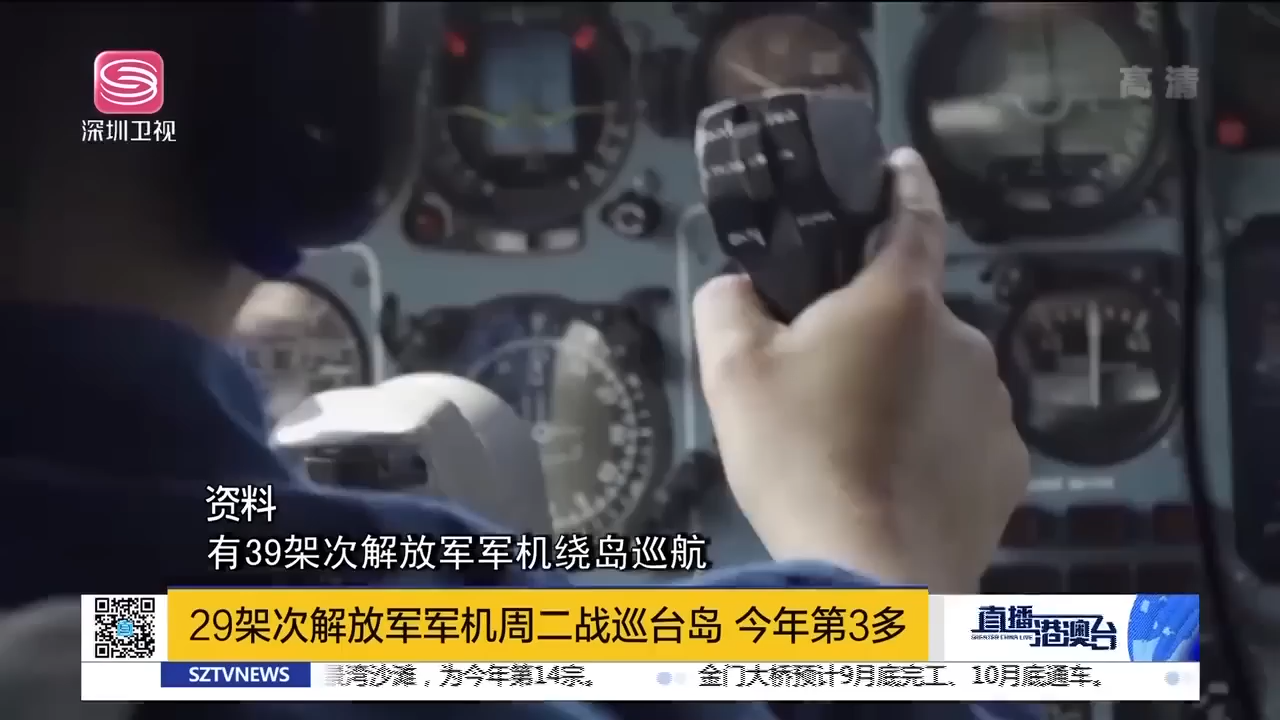 深圳卫视
高清
资料
有39架次解放军军机绕岛巡航
29架次解放军军机周二战巡台岛 今年第3多
直播港澳台
GREATER CHINA LIVE
SZTVNEWS
湾沙滩，为今年第14宗。
金门大桥预计9月底完工、10月底通车。